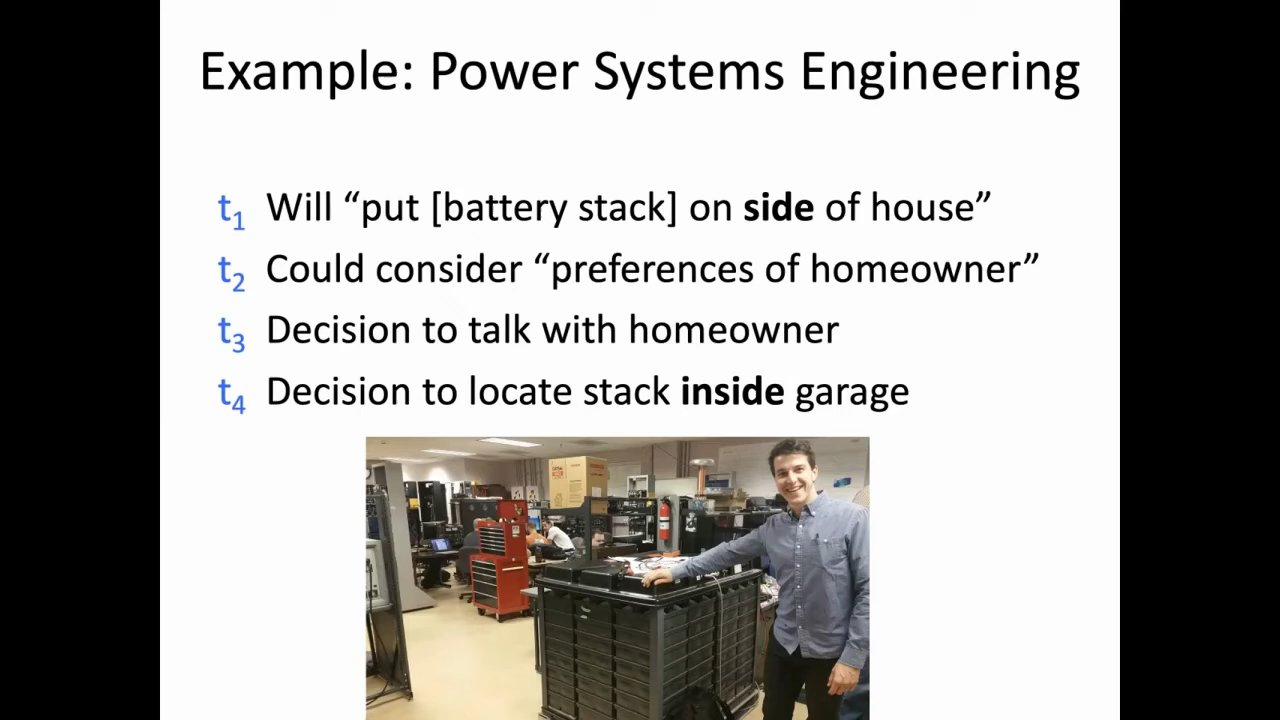 Example: Power Systems Engineering
t₁ Will “put [battery stack] on side of house”
t₂ Could consider “preferences of homeowner”
t₃ Decision to talk with homeowner
t₄ Decision to locate stack inside garage